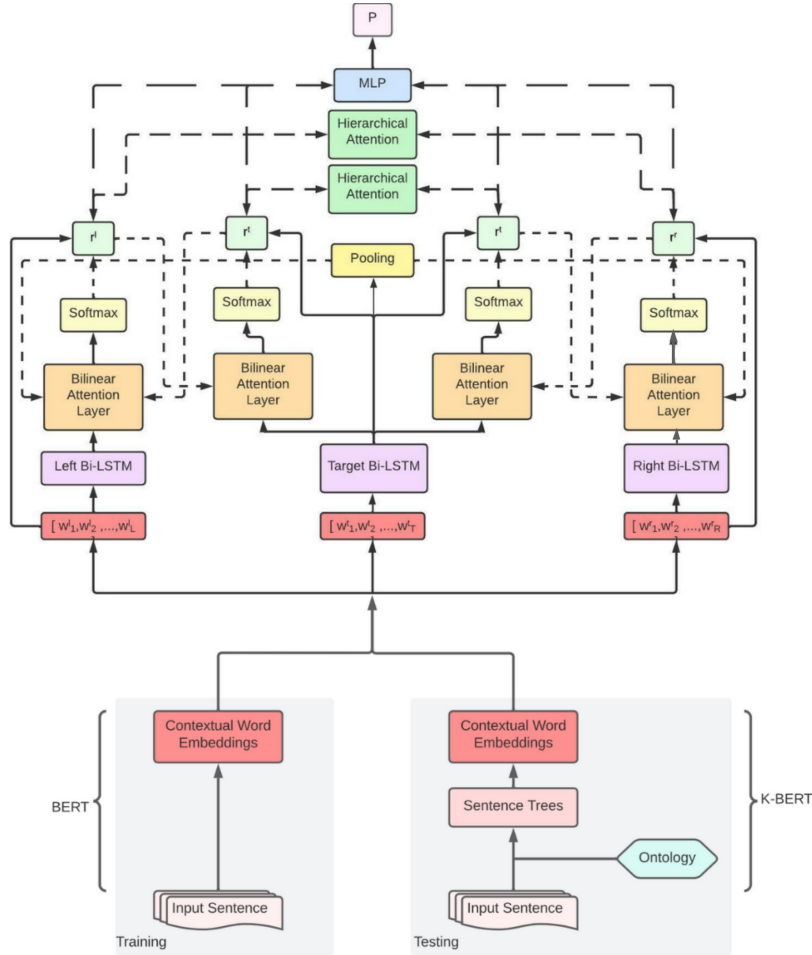 P
MLP
Hierarchical
Attention
Hierarchical
Attention
rˡ
rᵗ
rᵗ
rʳ
Pooling
Softmax
Softmax
Softmax
Softmax
Bilinear
Attention
Layer
Bilinear
Attention
Layer
Bilinear
Attention
Layer
Bilinear
Attention
Layer
Left Bi-LSTM
Target Bi-LSTM
Right Bi-LSTM
[ wˡ₁,wˡ₂ ,...,wˡ_L
[ wᵗ₁,wᵗ₂ ,...,wᵗ_T
[ wʳ₁,wʳ₂ ,...,wʳ_R
Contextual Word
Embeddings
Contextual Word
Embeddings
BERT
Sentence Trees
K-BERT
Ontology
Input Sentence
Input Sentence
Training
Testing